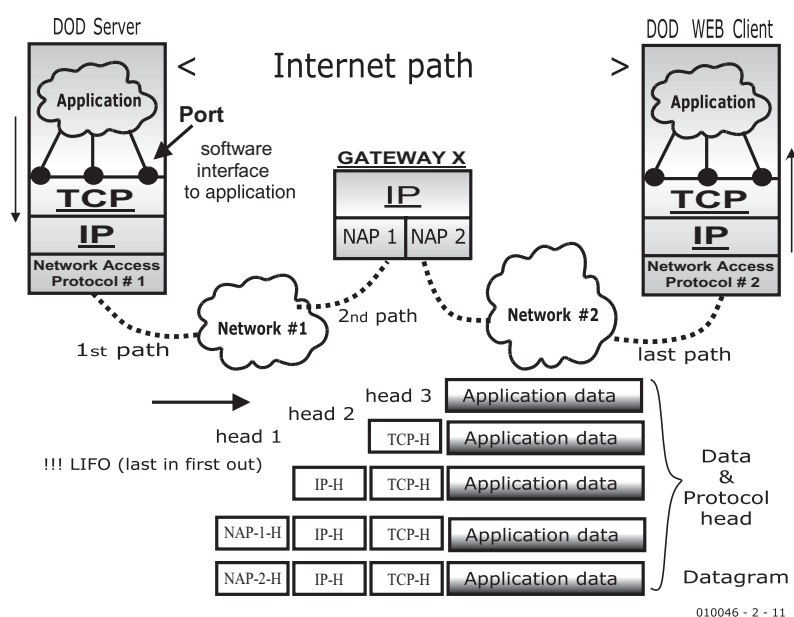 DOD Server
DOD WEB Client
< Internet path >
Application
Port
software
interface
to application
TCP
IP
Network Access
Protocol # 1
GATEWAY X
IP
NAP 1 NAP 2
Application
TCP
IP
Network Access
Protocol # 2
Network #1
Network #2
1st path
2nd path
last path
head 3 Application data
head 2
head 1
TCP-H Application data
!!! LIFO (last in first out)
IP-H TCP-H Application data
NAP-1-H IP-H TCP-H Application data
NAP-2-H IP-H TCP-H Application data
Data
&
Protocol
head
Datagram
010046 - 2 - 11